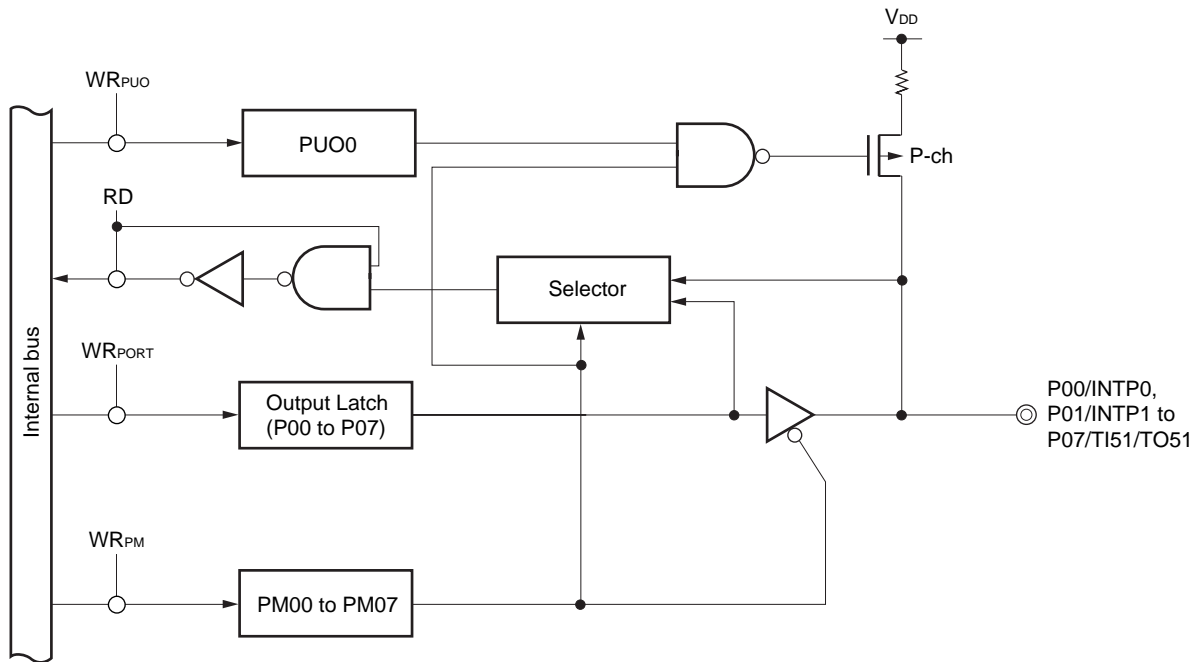 VDD
WRPUO
PUO0
P-ch
RD
Selector
Internal bus
WRPORT
Output Latch
(P00 to P07)
P00/INTP0,
P01/INTP1 to
P07/TI51/TO51
WRPM
PM00 to PM07